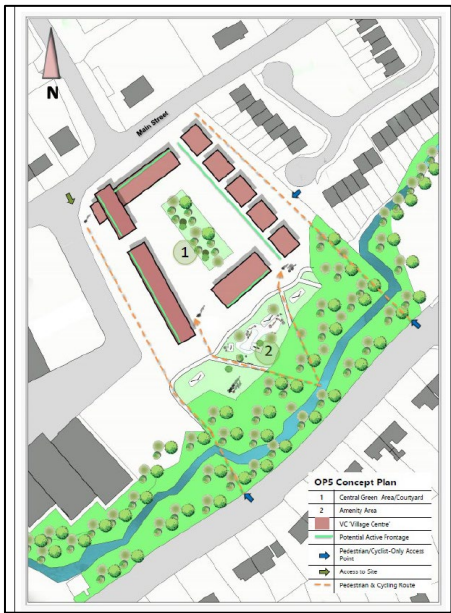 N
Main Street
1
2
OP5 Concept Plan
1 Central Green Area/Courtyard
2 Amenity Area
VC 'Village Centre'
Potential Active Frontage
Pedestrian/Cyclist-Only Access
Point
Access to Site
Pedestrian & Cycling Route